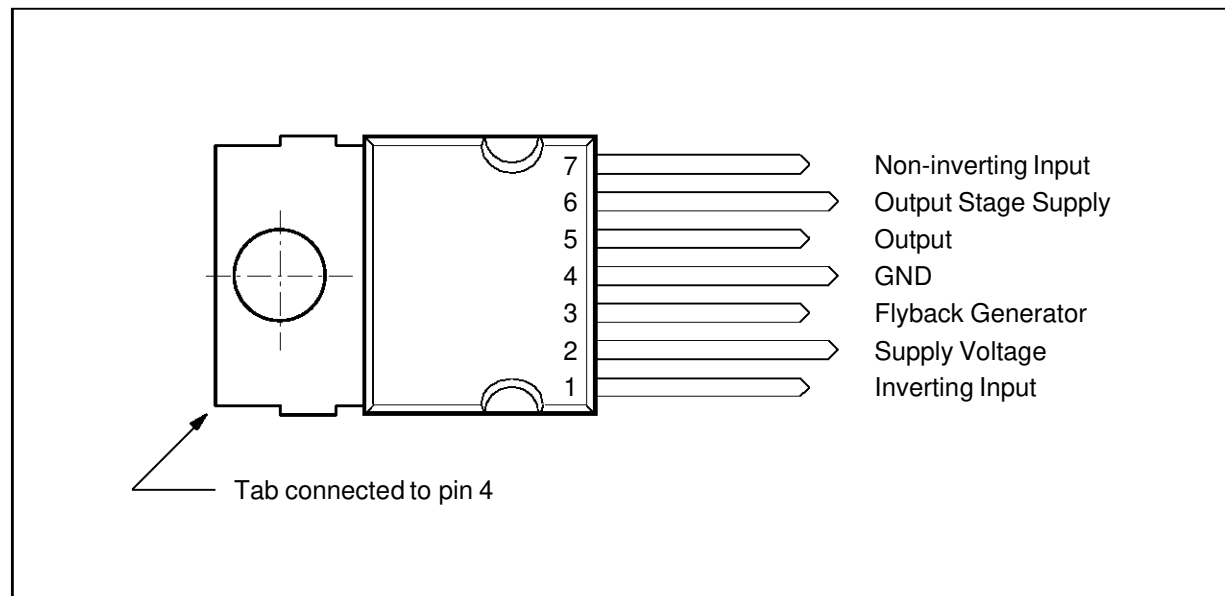 7 Non-inverting Input
6 Output Stage Supply
5 Output
4 GND
3 Flyback Generator
2 Supply Voltage
1 Inverting Input
Tab connected to pin 4